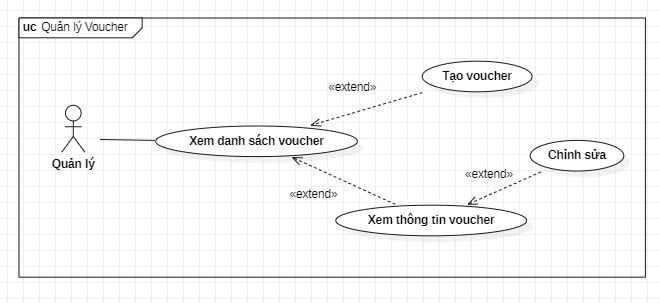 uc Quản lý Voucher
Tạo voucher
«extend»
Xem danh sách voucher
Quản lý
Chỉnh sửa
«extend»
«extend»
Xem thông tin voucher